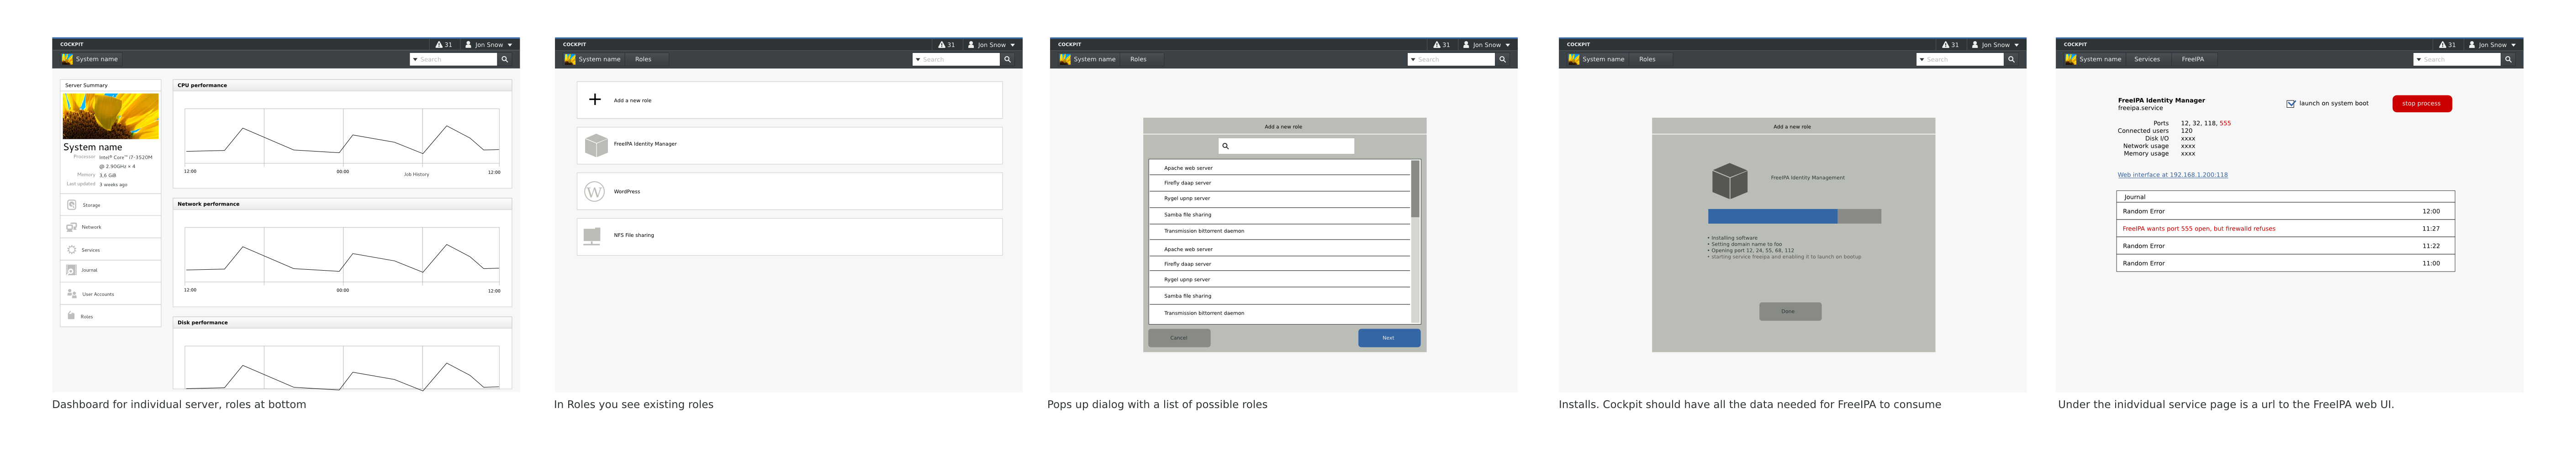 COCKPIT
31
Jon Snow
System name
Search
Server Summary
System name
Processor Intel® Core™ i7-3520M
@ 2.90GHz × 4
Memory 3.6 GiB
Last updated 3 weeks ago
Storage
Network
Services
Journal
User Accounts
Roles
CPU performance
12:00 00:00 Job History 12:00
Network performance
12:00 00:00 12:00
Disk performance
Dashboard for individual server, roles at bottom
COCKPIT
31
Jon Snow
System name Roles
Search
Add a new role
FreeIPA Identity Manager
WordPress
NFS File sharing
In Roles you see existing roles
COCKPIT
31
Jon Snow
System name Roles
Search
Add a new role
Apache web server
Firefly daap server
Rygel upnp server
Samba file sharing
Transmission bittorrent daemon
Apache web server
Firefly daap server
Rygel upnp server
Samba file sharing
Transmission bittorrent daemon
Cancel Next
Pops up dialog with a list of possible roles
COCKPIT
31
Jon Snow
System name Roles
Search
Add a new role
FreeIPA Identity Management
• Installing software
• Setting domain name to foo
• Opening port 12, 24, 55, 68, 112
• starting service freeipa and enabling it to launch on bootup
Done
Installs. Cockpit should have all the data needed for FreeIPA to consume
COCKPIT
31
Jon Snow
System name Services FreeIPA
Search
FreeIPA Identity Manager
freeipa.service
launch on system boot
stop process
Ports 12, 32, 118, 555
Connected users 120
Disk I/O xxxx
Network usage xxxx
Memory usage xxxx
Web interface at 192.168.1.200:118
Journal
Random Error 12:00
FreeIPA wants port 555 open, but firewalld refuses 11:27
Random Error 11:22
Random Error 11:00
Under the inidvidual service page is a url to the FreeIPA web UI.